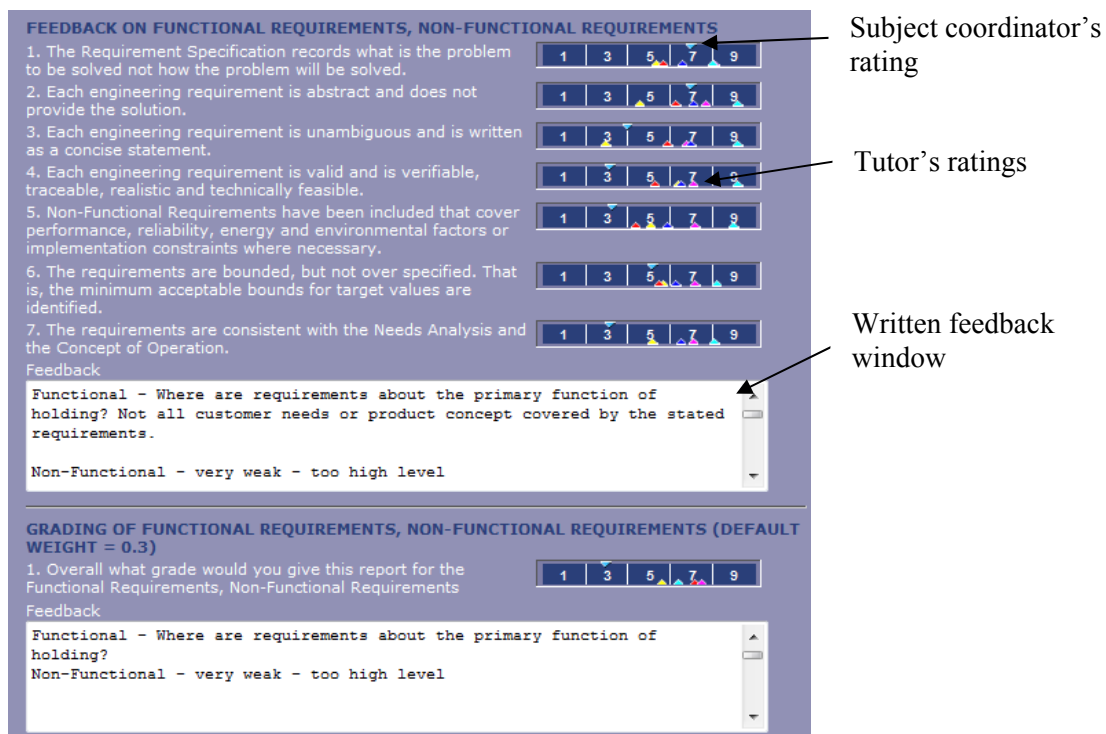 FEEDBACK ON FUNCTIONAL REQUIREMENTS, NON-FUNCTIONAL REQUIREMENTS
1. The Requirement Specification records what is the problem
to be solved not how the problem will be solved.
1 3 5 7 9
2. Each engineering requirement is abstract and does not
provide the solution.
1 3 5 7 9
3. Each engineering requirement is unambiguous and is written
as a concise statement.
1 3 5 7 9
4. Each engineering requirement is valid and is verifiable,
traceable, realistic and technically feasible.
1 3 5 7 9
5. Non-Functional Requirements have been included that cover
performance, reliability, energy and environmental factors or
implementation constraints where necessary.
1 3 5 7 9
6. The requirements are bounded, but not over specified. That
is, the minimum acceptable bounds for target values are
identified.
1 3 5 7 9
7. The requirements are consistent with the Needs Analysis and
the Concept of Operation.
1 3 5 7 9
Feedback
Functional - Where are requirements about the primary function of
holding? Not all customer needs or product concept covered by the stated
requirements.
Non-Functional - very weak - too high level
GRADING OF FUNCTIONAL REQUIREMENTS, NON-FUNCTIONAL REQUIREMENTS (DEFAULT
WEIGHT = 0.3)
1. Overall what grade would you give this report for the
Functional Requirements, Non-Functional Requirements
1 3 5 7 9
Feedback
Functional - Where are requirements about the primary function of
holding?
Non-Functional - very weak - too high level
Subject coordinator's
rating
Tutor's ratings
Written feedback
window